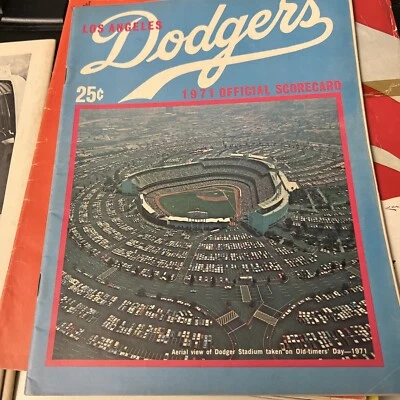 LOS ANGELES
Dodgers
25¢
1971 OFFICIAL SCORECARD
Aerial view of Dodger Stadium taken on Old-timers' Day—1971